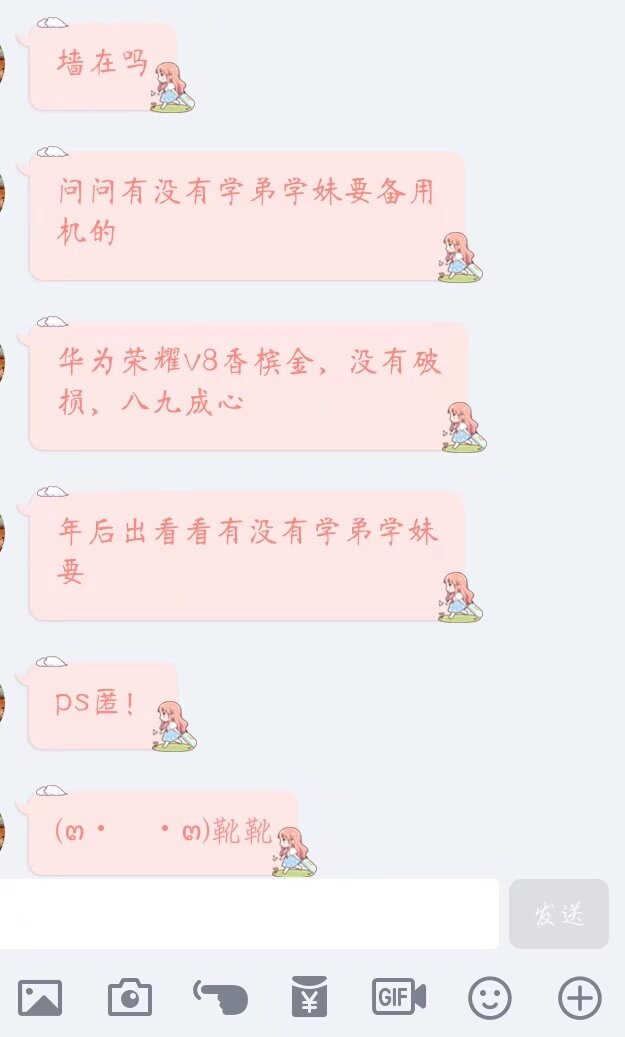 墙在吗
问问有没有学弟学妹要备用
机的
华为荣耀v8香槟金，没有破
损，八九成心
年后出看看有没有学弟学妹
要
ps匿！
(ฅ• •ฅ)靴靴
发送
GIF